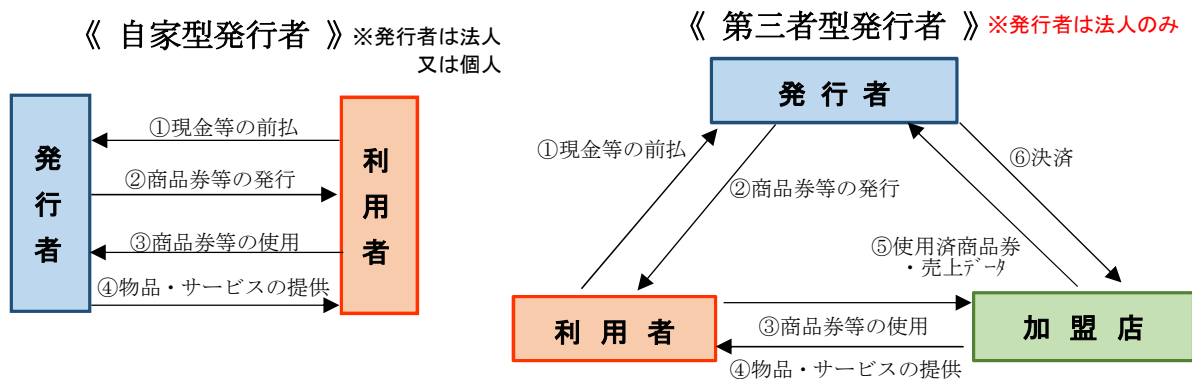 《 自家型発行者 》※発行者は法人
又は個人
発行者
利用者
①現金等の前払
②商品券等の発行
③商品券等の使用
④物品・サービスの提供
《 第三者型発行者 》※発行者は法人のみ
発 行 者
①現金等の前払
②商品券等の発行
⑥決済
⑤使用済商品券
・売上ﾃﾞｰﾀ
利 用 者
③商品券等の使用
④物品・サービスの提供
加 盟 店